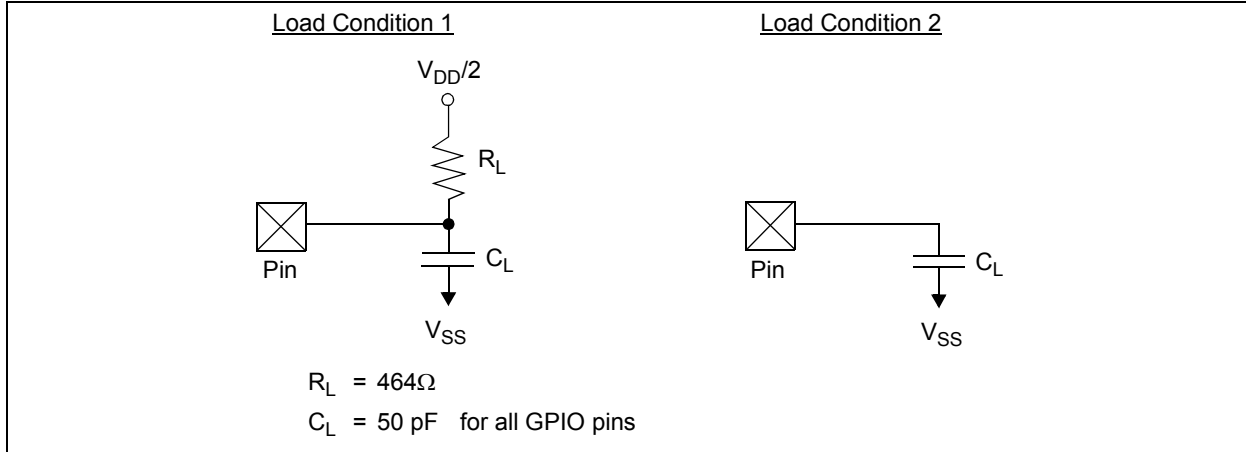 Load Condition 1
Load Condition 2
VDD/2
RL
Pin
CL
VSS
Pin
CL
VSS
RL = 464Ω
CL = 50 pF for all GPIO pins